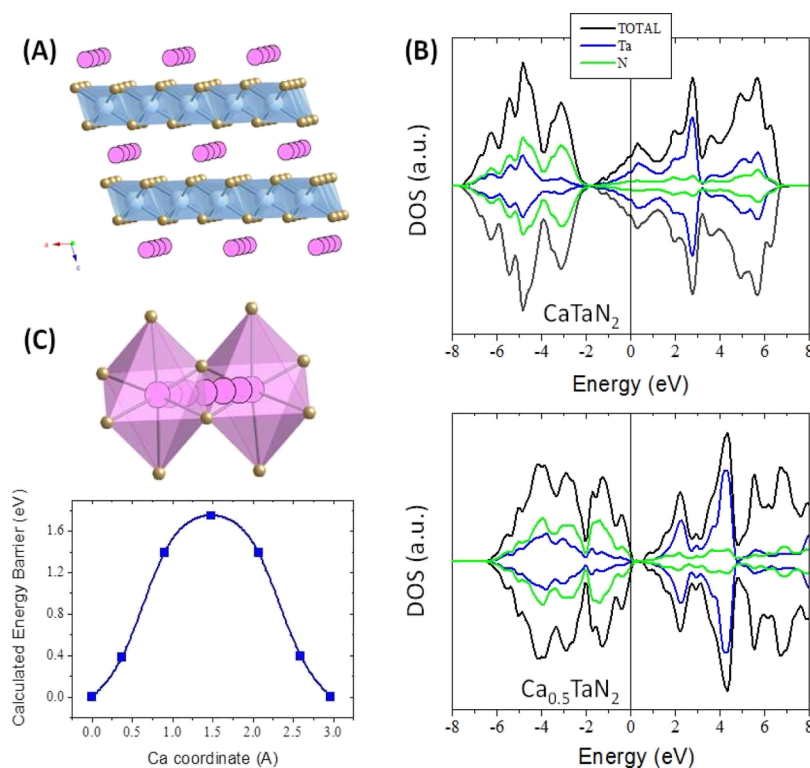 (A)
a
c
(B)
TOTAL
Ta
N
DOS (a.u.)
CaTaN2
-8 -6 -4 -2 0 2 4 6 8
Energy (eV)
(C)
Calculated Energy Barrier (eV)
1.6
1.2
0.8
0.4
0.0
0.0 0.5 1.0 1.5 2.0 2.5 3.0
Ca coordinate (A)
DOS (a.u.)
Ca0.5TaN2
-8 -6 -4 -2 0 2 4 6 8
Energy (eV)